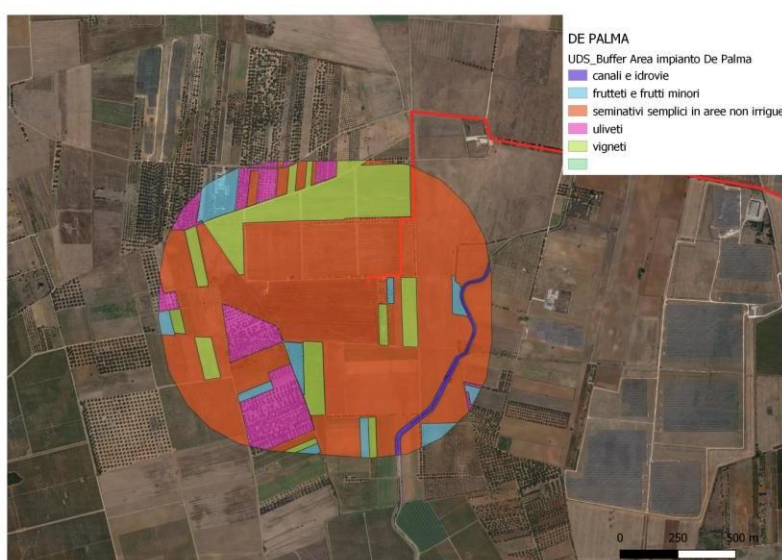 DE PALMA
UDS_Buffer Area impianto De Palma
canali e idrovie
frutteti e frutti minori
seminativi semplici in aree non irrigue
uliveti
vigneti
0 250 500 m